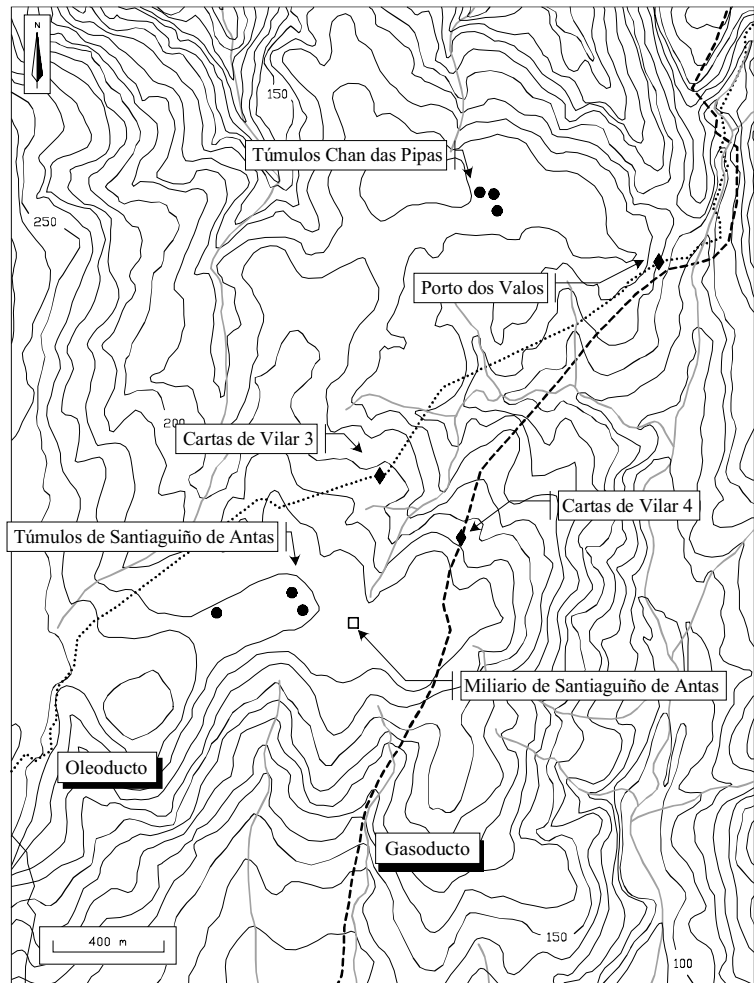 N
150
Túmulos Chan das Pipas
250
Porto dos Valos
200
Cartas de Vilar 3
Cartas de Vilar 4
Túmulos de Santiaguiño de Antas
Miliario de Santiaguiño de Antas
Oleoducto
Gasoducto
400 m
150
100